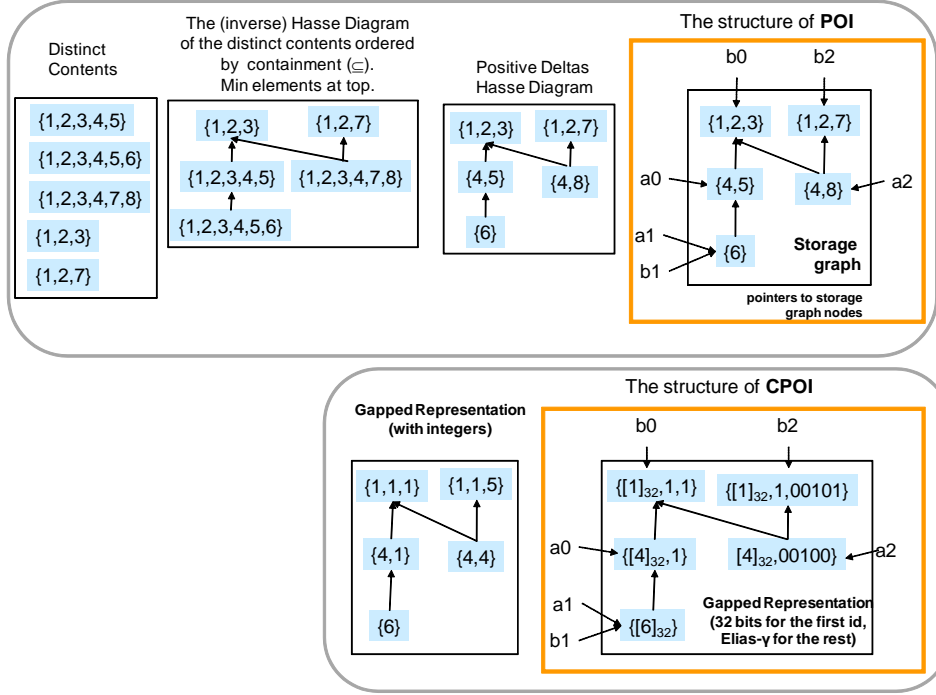 Distinct
Contents
{1,2,3,4,5}
{1,2,3,4,5,6}
{1,2,3,4,7,8}
{1,2,3}
{1,2,7}
The (inverse) Hasse Diagram
of the distinct contents ordered
by containment (⊆).
Min elements at top.
{1,2,3} {1,2,7}
{1,2,3,4,5} {1,2,3,4,7,8}
{1,2,3,4,5,6}
Positive Deltas
Hasse Diagram
{1,2,3} {1,2,7}
{4,5} {4,8}
{6}
The structure of POI
b0 b2
{1,2,3} {1,2,7}
a0 {4,5} {4,8} a2
a1
{6}
b1
Storage
graph
pointers to storage
graph nodes
Gapped Representation
(with integers)
{1,1,1} {1,1,5}
{4,1} {4,4}
{6}
The structure of CPOI
b0 b2
{[1]32,1,1} {[1]32,1,00101}
a0 {[4]32,1} [4]32,00100} a2
a1
{[6]32}
b1
Gapped Representation
(32 bits for the first id,
Elias-γ for the rest)